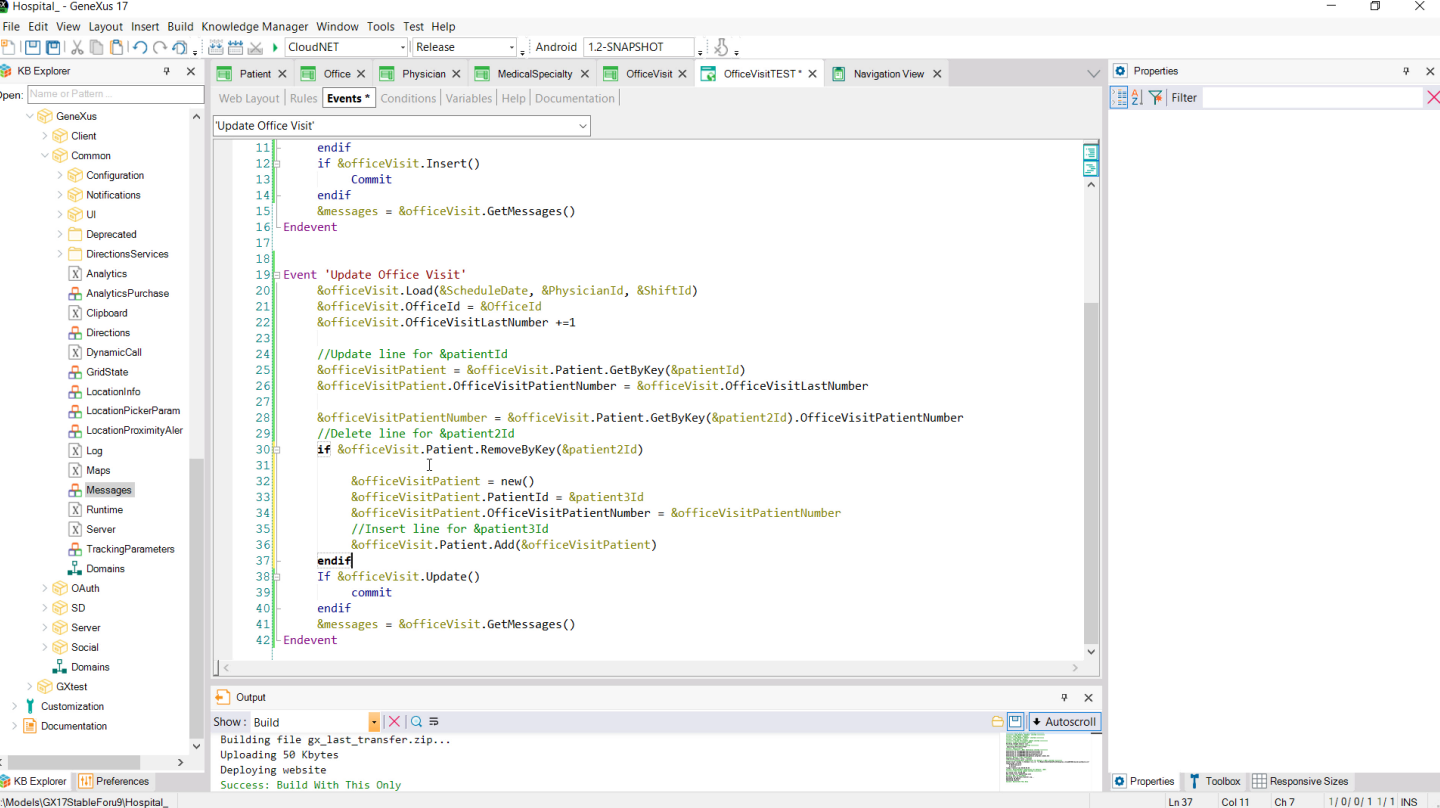 Hospital_ - GeneXus 17
File Edit View Layout Insert Build Knowledge Manager Window Tools Test Help
CloudNET Release Android 1.2-SNAPSHOT
KB Explorer
Open: Name or Pattern ...
GeneXus
Client
Common
Configuration
Notifications
UI
Deprecated
DirectionsServices
Analytics
AnalyticsPurchase
Clipboard
Directions
DynamicCall
GridState
LocationInfo
LocationPickerParam
LocationProximityAler
Log
Maps
Messages
Runtime
Server
TrackingParameters
Domains
OAuth
SD
Server
Social
Domains
GXtest
Customization
Documentation
KB Explorer Preferences
Patient Office Physician MedicalSpecialty OfficeVisit OfficeVisitTEST * Navigation View
Web Layout Rules Events * Conditions Variables Help Documentation
'Update Office Visit'
11 endif
12 if &officeVisit.Insert()
13 Commit
14 endif
15 &messages = &officeVisit.GetMessages()
16 Endevent
17
18
19 Event 'Update Office Visit'
20 &officeVisit.Load(&ScheduleDate, &PhysicianId, &ShiftId)
21 &officeVisit.OfficeId = &OfficeId
22 &officeVisit.OfficeVisitLastNumber +=1
23
24 //Update line for &patientId
25 &officeVisitPatient = &officeVisit.Patient.GetByKey(&patientId)
26 &officeVisitPatient.OfficeVisitPatientNumber = &officeVisit.OfficeVisitLastNumber
27
28 &officeVisitPatientNumber = &officeVisit.Patient.GetByKey(&patient2Id).OfficeVisitPatientNumber
29 //Delete line for &patient2Id
30 if &officeVisit.Patient.RemoveByKey(&patient2Id)
31
32 &officeVisitPatient = new()
33 &officeVisitPatient.PatientId = &patient3Id
34 &officeVisitPatient.OfficeVisitPatientNumber = &officeVisitPatientNumber
35 //Insert line for &patient3Id
36 &officeVisit.Patient.Add(&officeVisitPatient)
37 endif
38 If &officeVisit.Update()
39 commit
40 endif
41 &messages = &officeVisit.GetMessages()
42 Endevent
Output
Show: Build Autoscroll
Building file gx_last_transfer.zip...
Uploading 50 Kbytes
Deploying website
Success: Build With This Only
Properties
Filter
Properties Toolbox Responsive Sizes
:\Models\GX17StableForu9\Hospital_ Ln 37 Col 11 Ch 7 1/ 0/ 0/ 1 1/ 1 INS